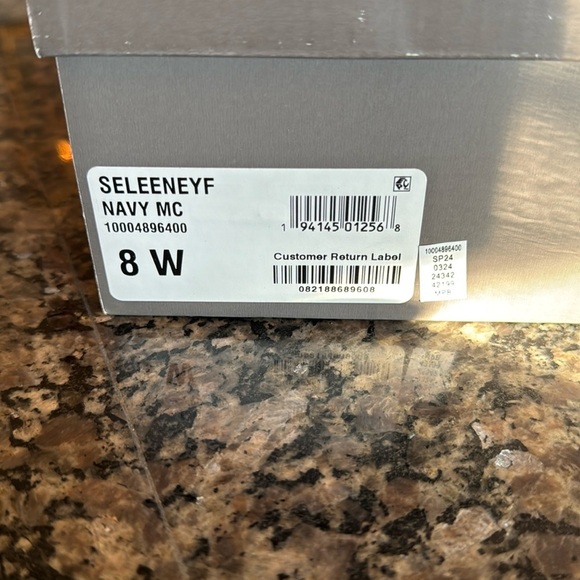 SELEENEYF
NAVY MC
10004896400
8 W
1 94145 01256 8
Customer Return Label
082188689608
10004896400
SP24
0324
24342